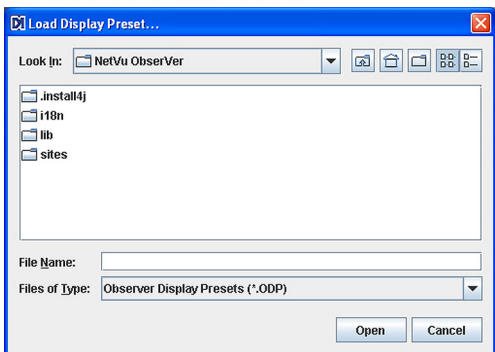 Load Display Preset...
Look In: NetVu ObserVer
.install4j
i18n
lib
sites
File Name:
Files of Type: Observer Display Presets (*.ODP)
Open Cancel